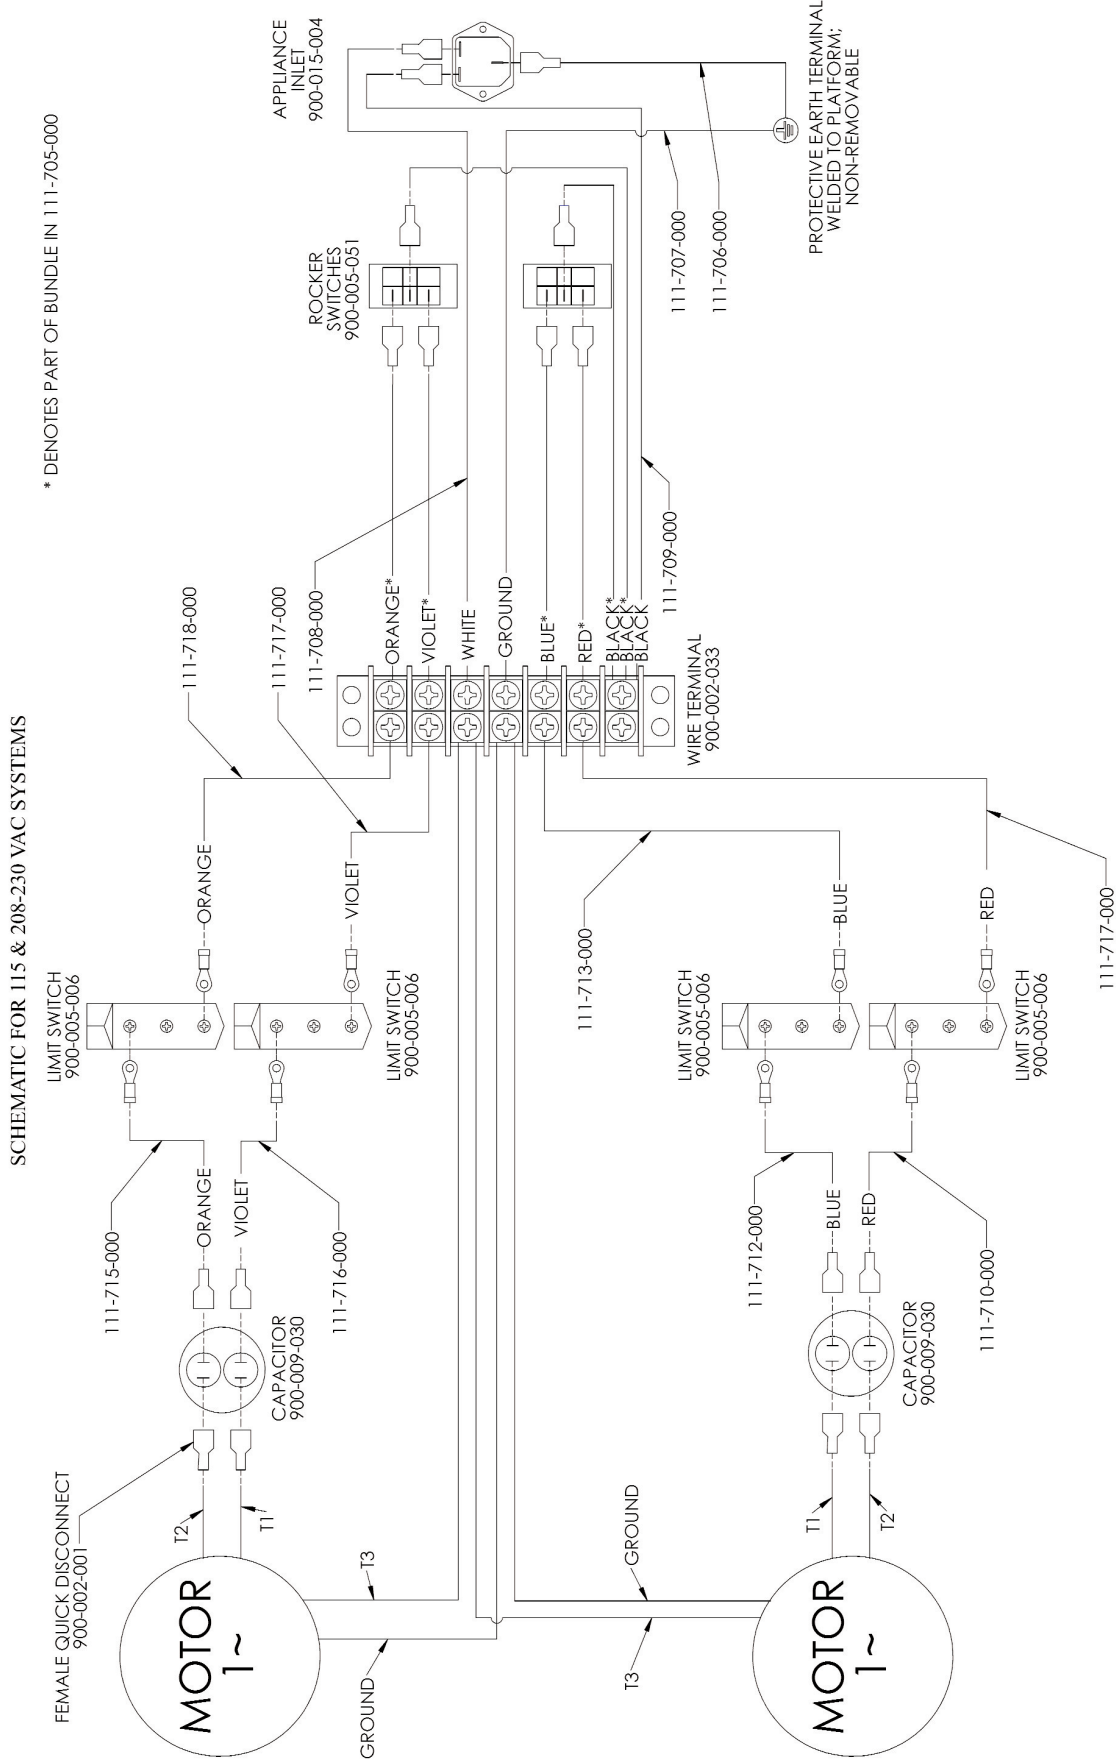 SCHEMATIC FOR 115 & 208-230 VAC SYSTEMS
* DENOTES PART OF BUNDLE IN 111-705-000
FEMALE QUICK DISCONNECT
900-002-001
MOTOR
1~
T2
T1
T3
GROUND
CAPACITOR
900-009-030
111-715-000
ORANGE
VIOLET
111-716-000
LIMIT SWITCH
900-005-006
LIMIT SWITCH
900-005-006
ORANGE
VIOLET
111-718-000
111-717-000
111-708-000
ORANGE*
VIOLET*
WHITE
GROUND
BLUE*
RED*
BLACK*
BLACK*
BLACK
WIRE TERMINAL
900-002-033
111-709-000
ROCKER
SWITCHES
900-005-051
APPLIANCE
INLET
900-015-004
111-707-000
111-706-000
PROTECTIVE EARTH TERMINAL
WELDED TO PLATFORM;
NON-REMOVABLE
MOTOR
1~
T3
GROUND
T1
T2
CAPACITOR
900-009-030
111-712-000
BLUE
RED
111-710-000
LIMIT SWITCH
900-005-006
LIMIT SWITCH
900-005-006
111-713-000
BLUE
RED
111-717-000